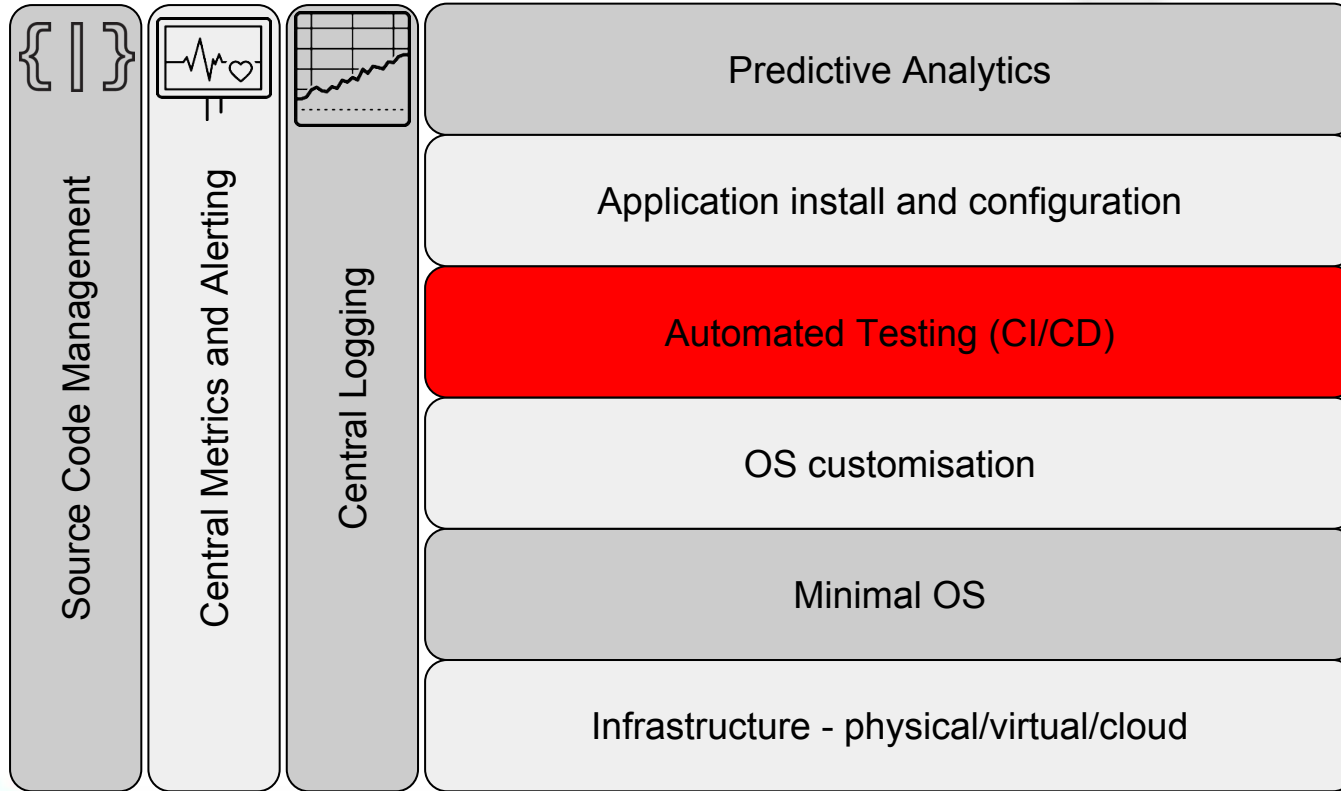 {|}
Source Code Management
Central Metrics and Alerting
Central Logging
Predictive Analytics
Application install and configuration
Automated Testing (CI/CD)
OS customisation
Minimal OS
Infrastructure - physical/virtual/cloud